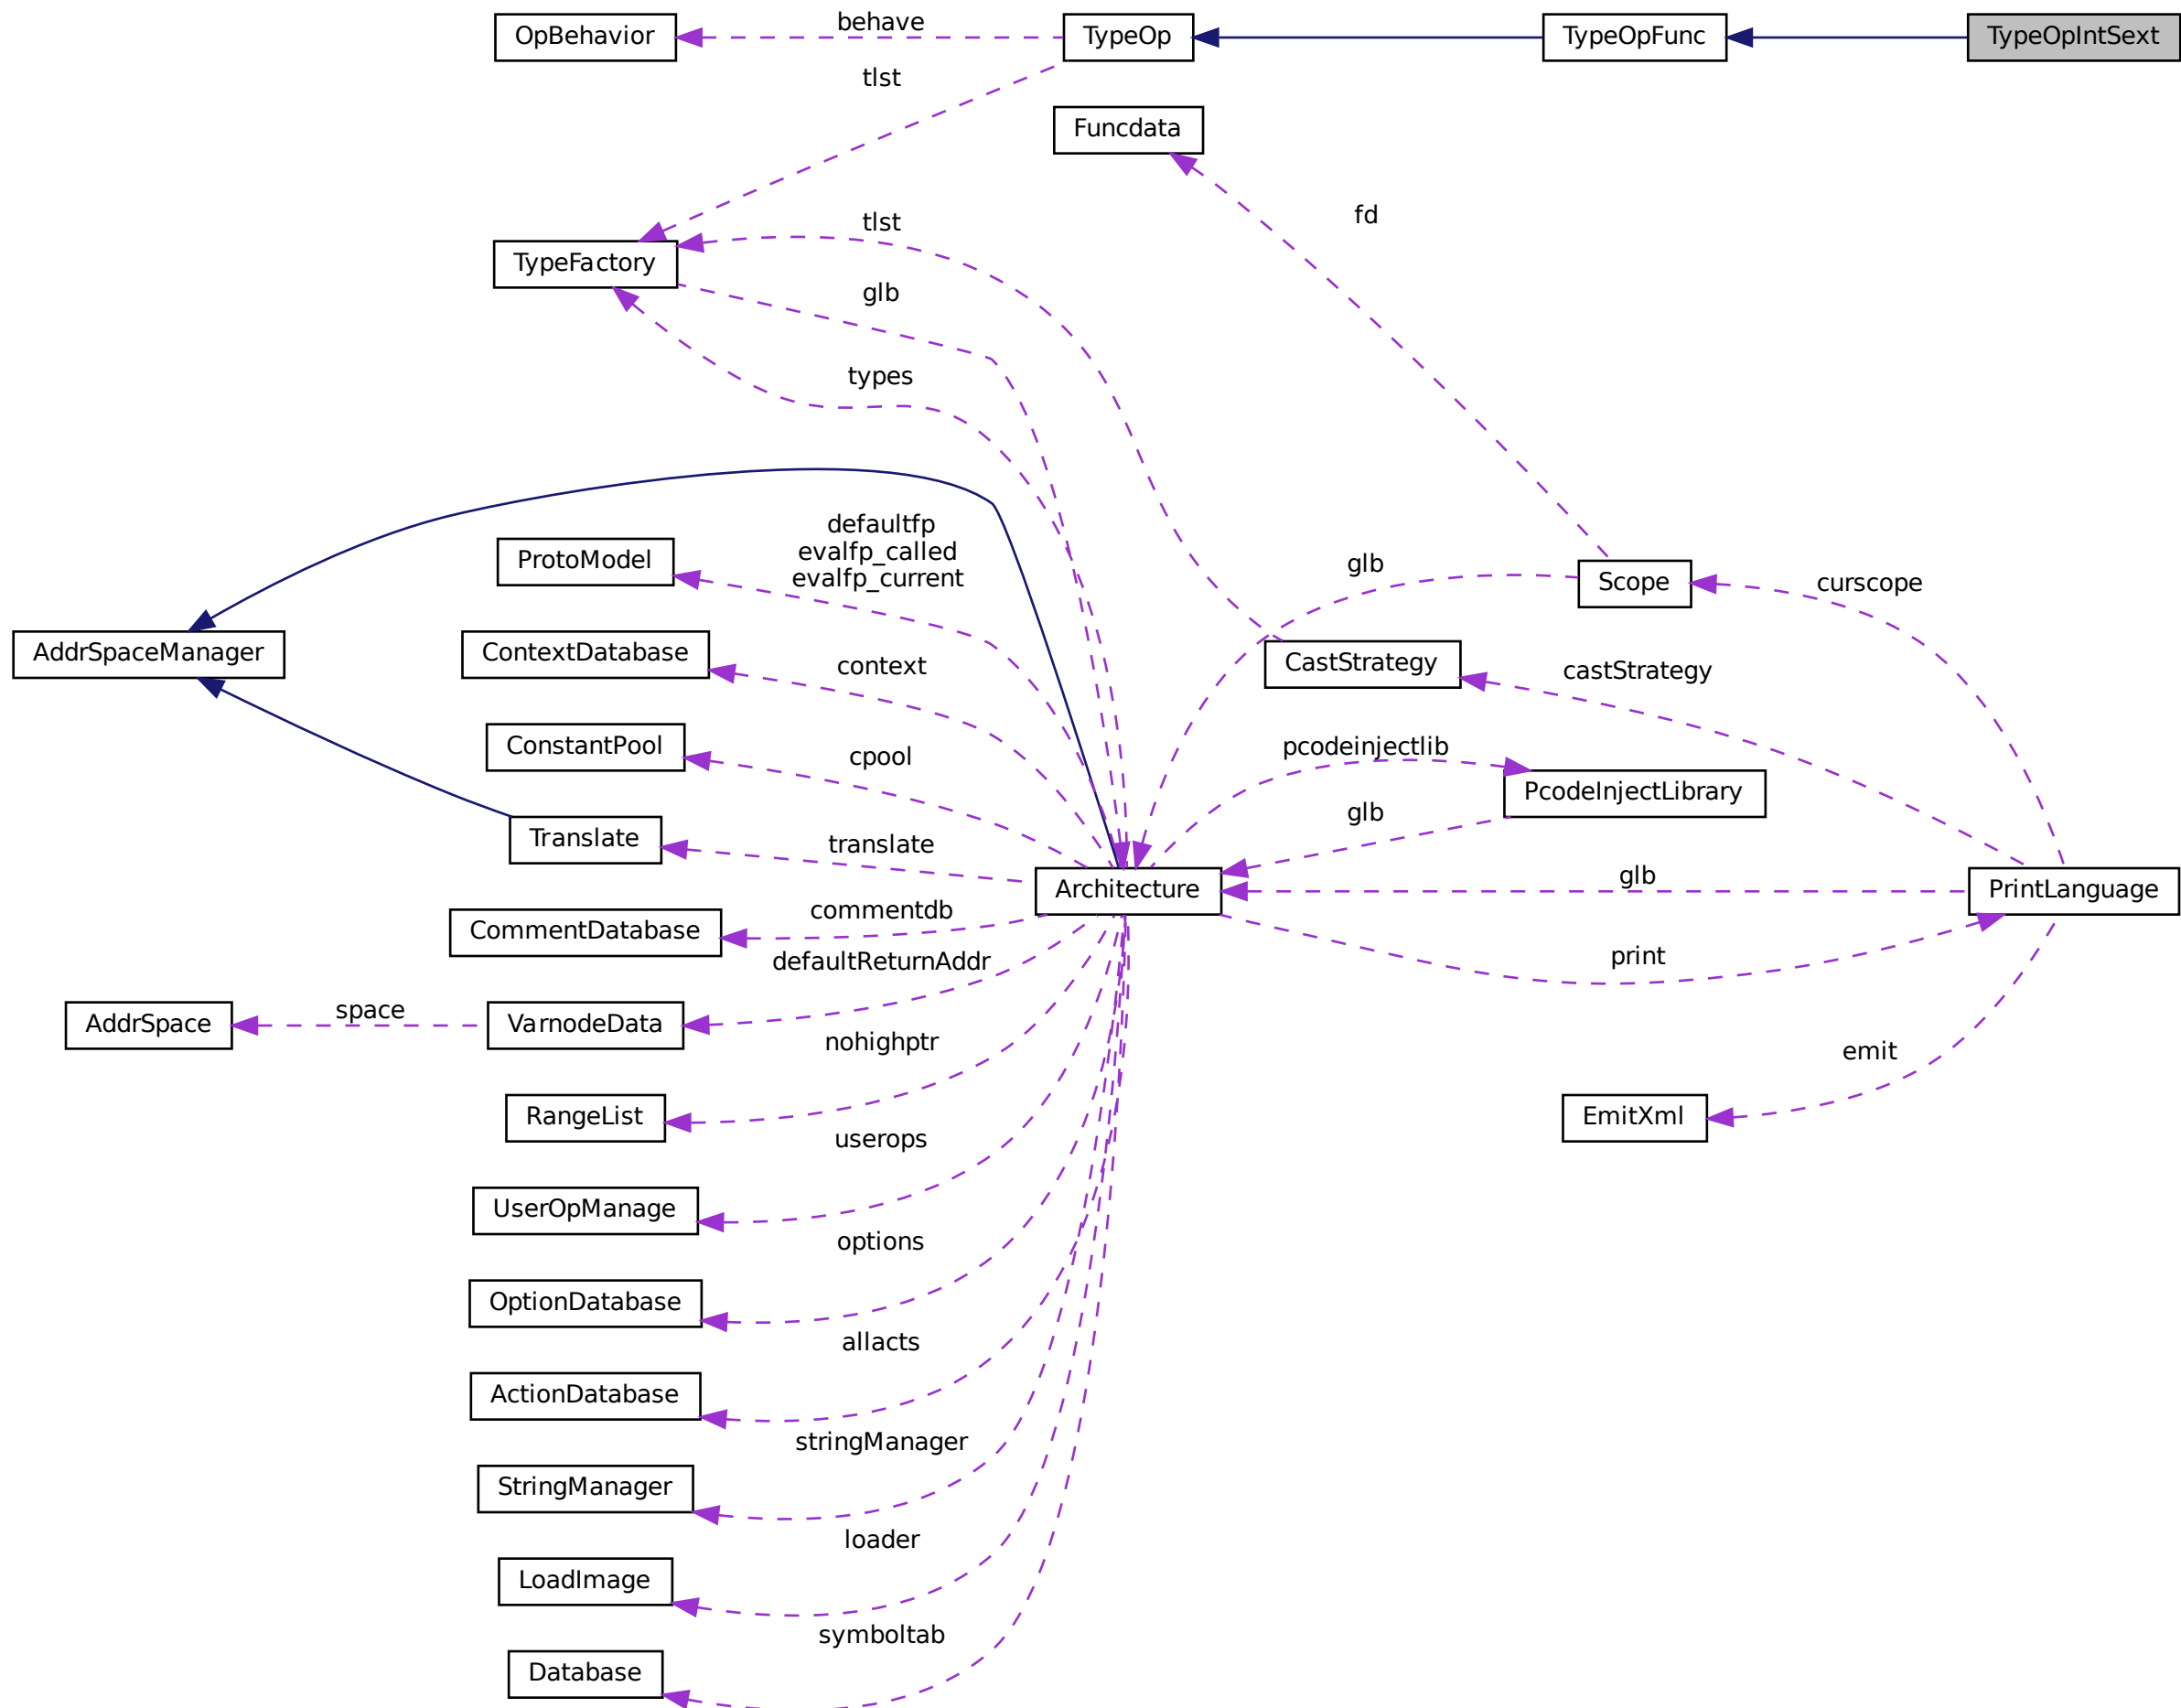 OpBehavior
behave
TypeOp
TypeOpFunc
TypeOpIntSext
tlst
Funcdata
tlst
fd
TypeFactory
glb
types
defaultfp
evalfp_called
evalfp_current
ProtoModel
glb
Scope
curscope
AddrSpaceManager
ContextDatabase
context
CastStrategy
castStrategy
ConstantPool
cpool
pcodeinjectlib
PcodeInjectLibrary
glb
Translate
translate
Architecture
glb
PrintLanguage
CommentDatabase
commentdb
print
defaultReturnAddr
AddrSpace
space
VarnodeData
nohighptr
emit
RangeList
EmitXml
userops
UserOpManage
options
OptionDatabase
allacts
ActionDatabase
stringManager
StringManager
loader
LoadImage
symboltab
Database